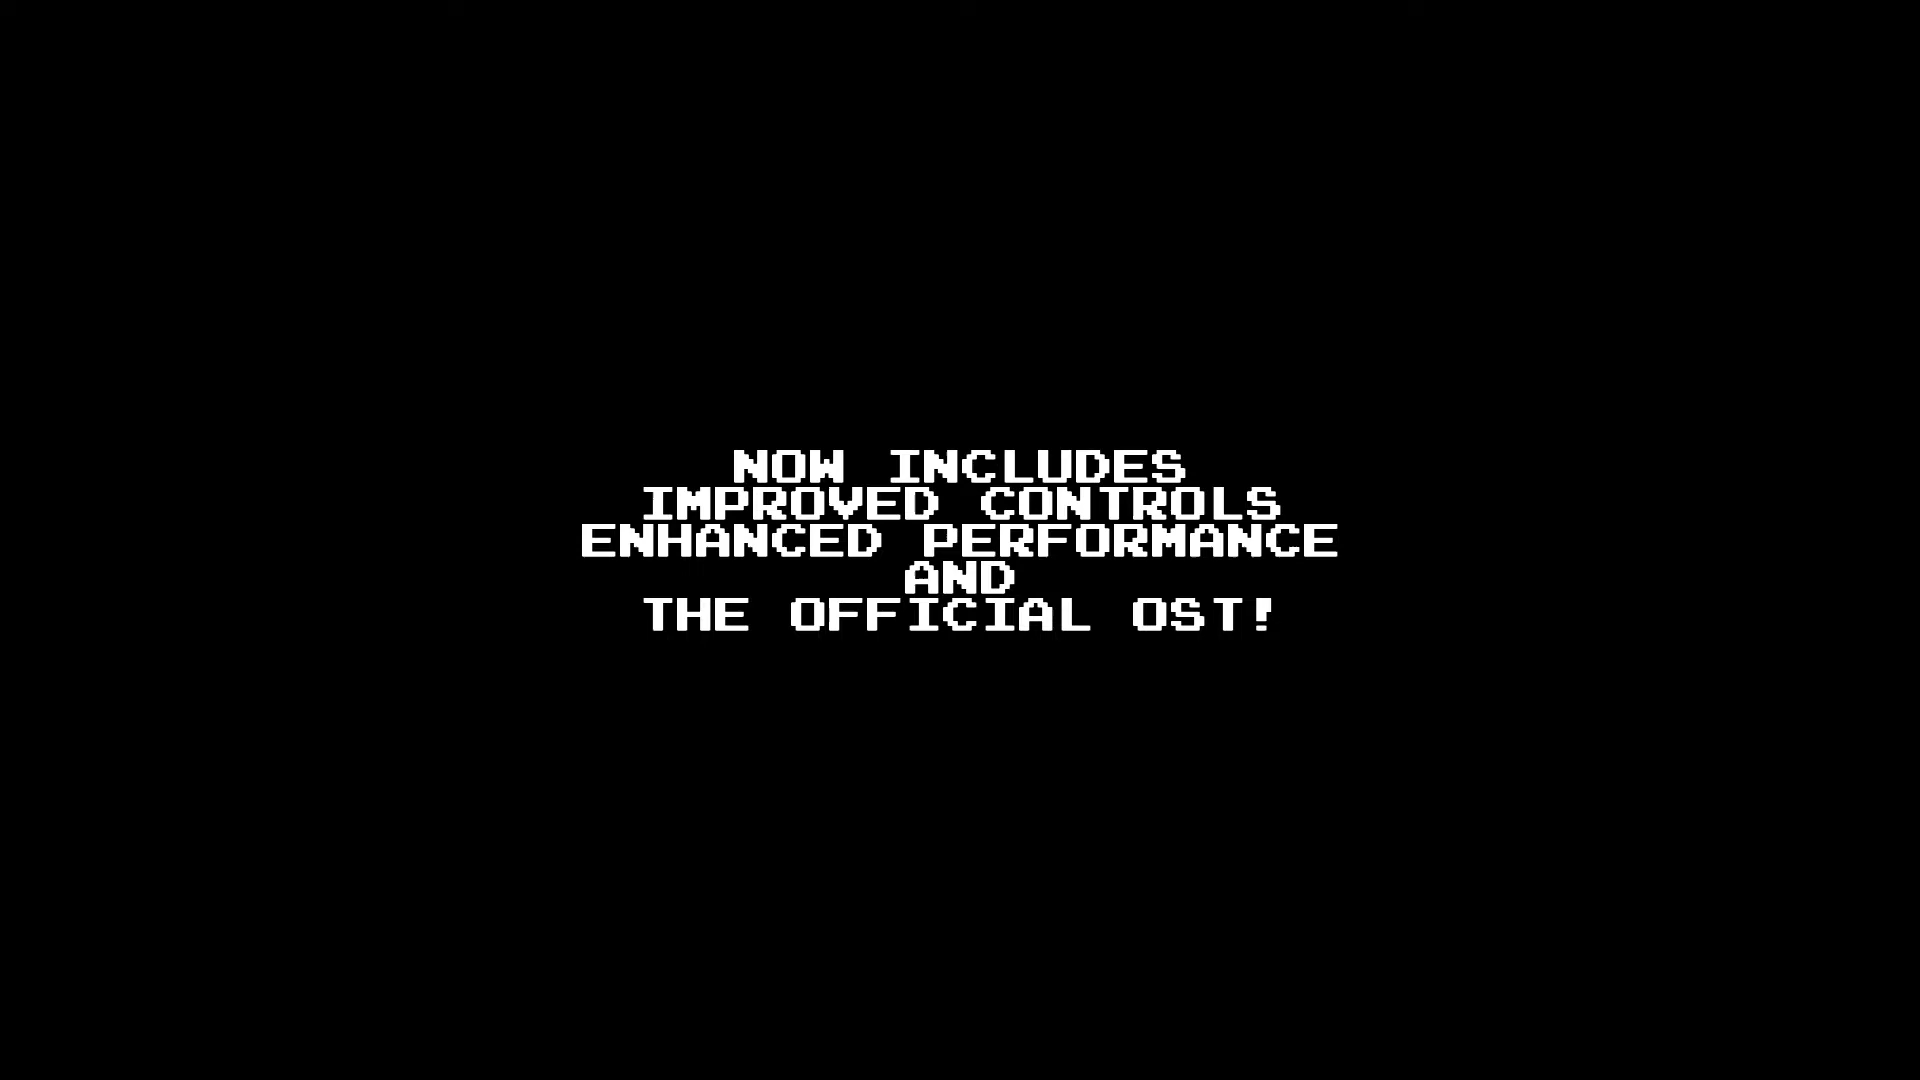 NOW INCLUDES
IMPROVED CONTROLS
ENHANCED PERFORMANCE
AND
THE OFFICIAL OST!